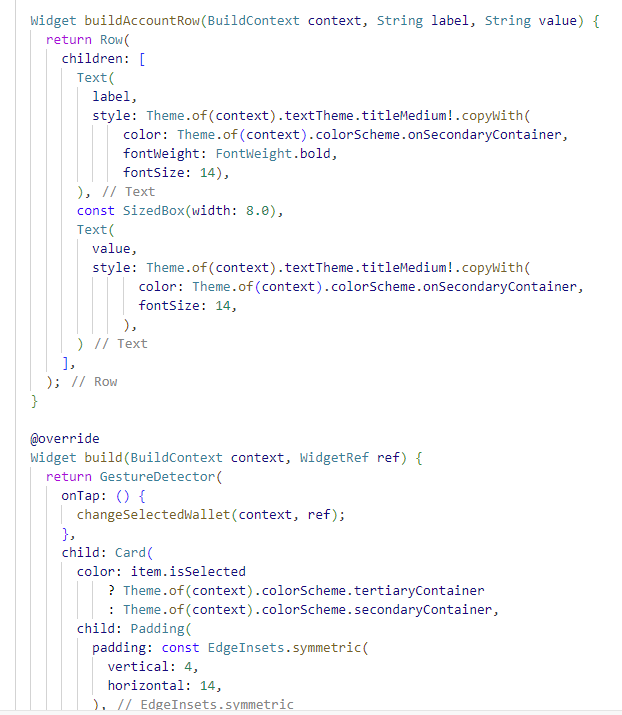 Widget buildAccountRow(BuildContext context, String label, String value) {
return Row(
children: [
Text(
label,
style: Theme.of(context).textTheme.titleMedium!.copyWith(
color: Theme.of(context).colorScheme.onSecondaryContainer,
fontWeight: FontWeight.bold,
fontSize: 14),
), // Text
const SizedBox(width: 8.0),
Text(
value,
style: Theme.of(context).textTheme.titleMedium!.copyWith(
color: Theme.of(context).colorScheme.onSecondaryContainer,
fontSize: 14,
),
) // Text
],
); // Row
}
@override
Widget build(BuildContext context, WidgetRef ref) {
return GestureDetector(
onTap: () {
changeSelectedWallet(context, ref);
},
child: Card(
color: item.isSelected
? Theme.of(context).colorScheme.tertiaryContainer
: Theme.of(context).colorScheme.secondaryContainer,
child: Padding(
padding: const EdgeInsets.symmetric(
vertical: 4,
horizontal: 14,
), // EdgeInsets.symmetric